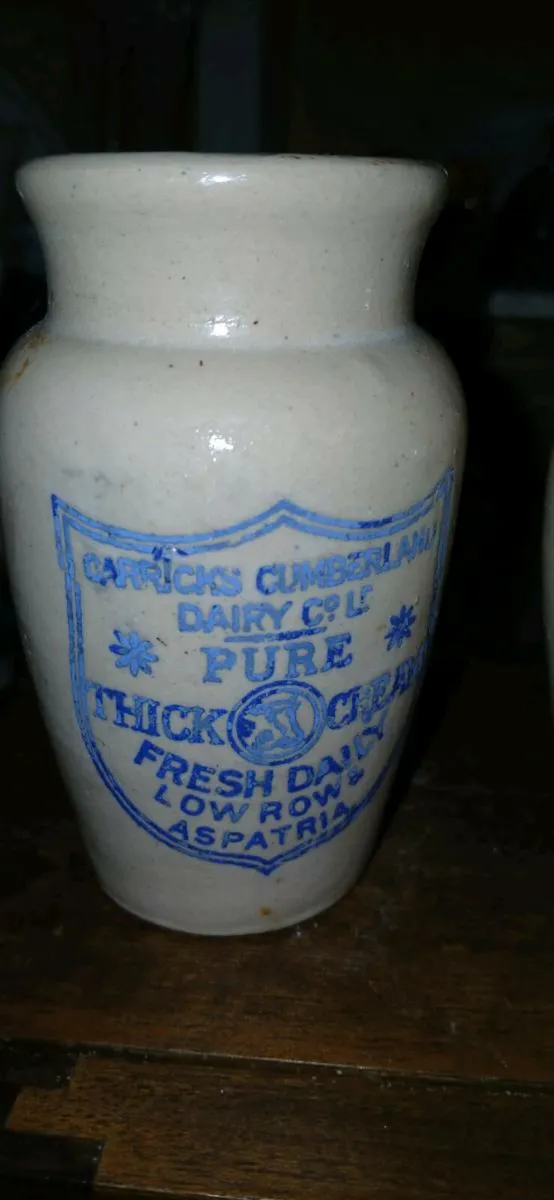 CARRICKS CUMBERLAND
DAIRY Co LD
PURE
THICK CREAM
FRESH DAILY
LOW ROW &
ASPATRIA